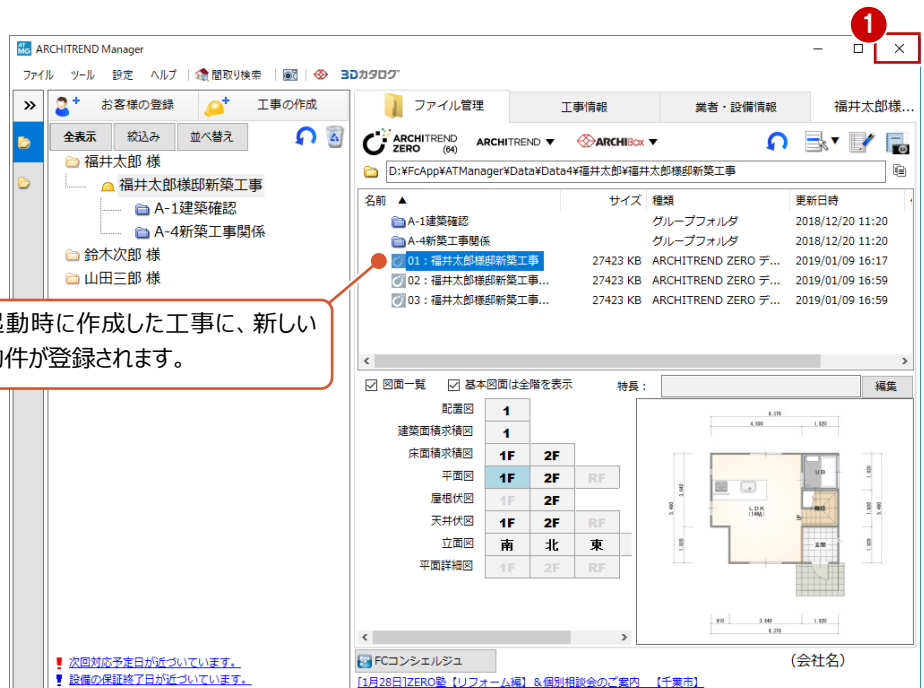 1
ARCHITREND Manager
ファイル ツール 設定 ヘルプ 間取り検索 3Dカタログ
お客様の登録 工事の作成
全表示 絞込み 並べ替え
福井太郎 様
福井太郎様邸新築工事
A-1建築確認
A-4新築工事関係
鈴木次郎 様
山田三郎 様
起動時に作成した工事に、新しい
物件が登録されます。
次回対応予定日が近づいています。
設備の保証終了日が近づいています。
ファイル管理 工事情報 業者・設備情報 福井太郎様...
ARCHITREND ZERO (64) ARCHITREND ▼ ARCHIBox ▼
D:¥FcApp¥ATManager¥Data¥Data4¥福井太郎¥福井太郎様邸新築工事
名前 ▲ サイズ 種類 更新日時
A-1建築確認 グループフォルダ 2018/12/20 11:20
A-4新築工事関係 グループフォルダ 2018/12/20 11:20
01：福井太郎様邸新築工事 27423 KB ARCHITREND ZERO デ... 2019/01/09 16:17
02：福井太郎様邸新築工事... 27423 KB ARCHITREND ZERO デ... 2019/01/09 16:59
03：福井太郎様邸新築工事... 27423 KB ARCHITREND ZERO デ... 2019/01/09 16:59
図面一覧 基本図面は全階を表示 特長： 編集
配置図 1
建築面積求積図 1
床面積求積図 1F 2F
平面図 1F 2F RF
屋根伏図 1F 2F
天井伏図 1F 2F RF
立面図 南 北 東
平面詳細図 1F 2F RF
6,370
4,550 1,820
UB
LDK
玄関
910 3,640 1,820
6,370
FCコンシェルジュ (会社名)
[1月28日]ZERO塾【リフォーム編】＆個別相談会のご案内 【千葉市】